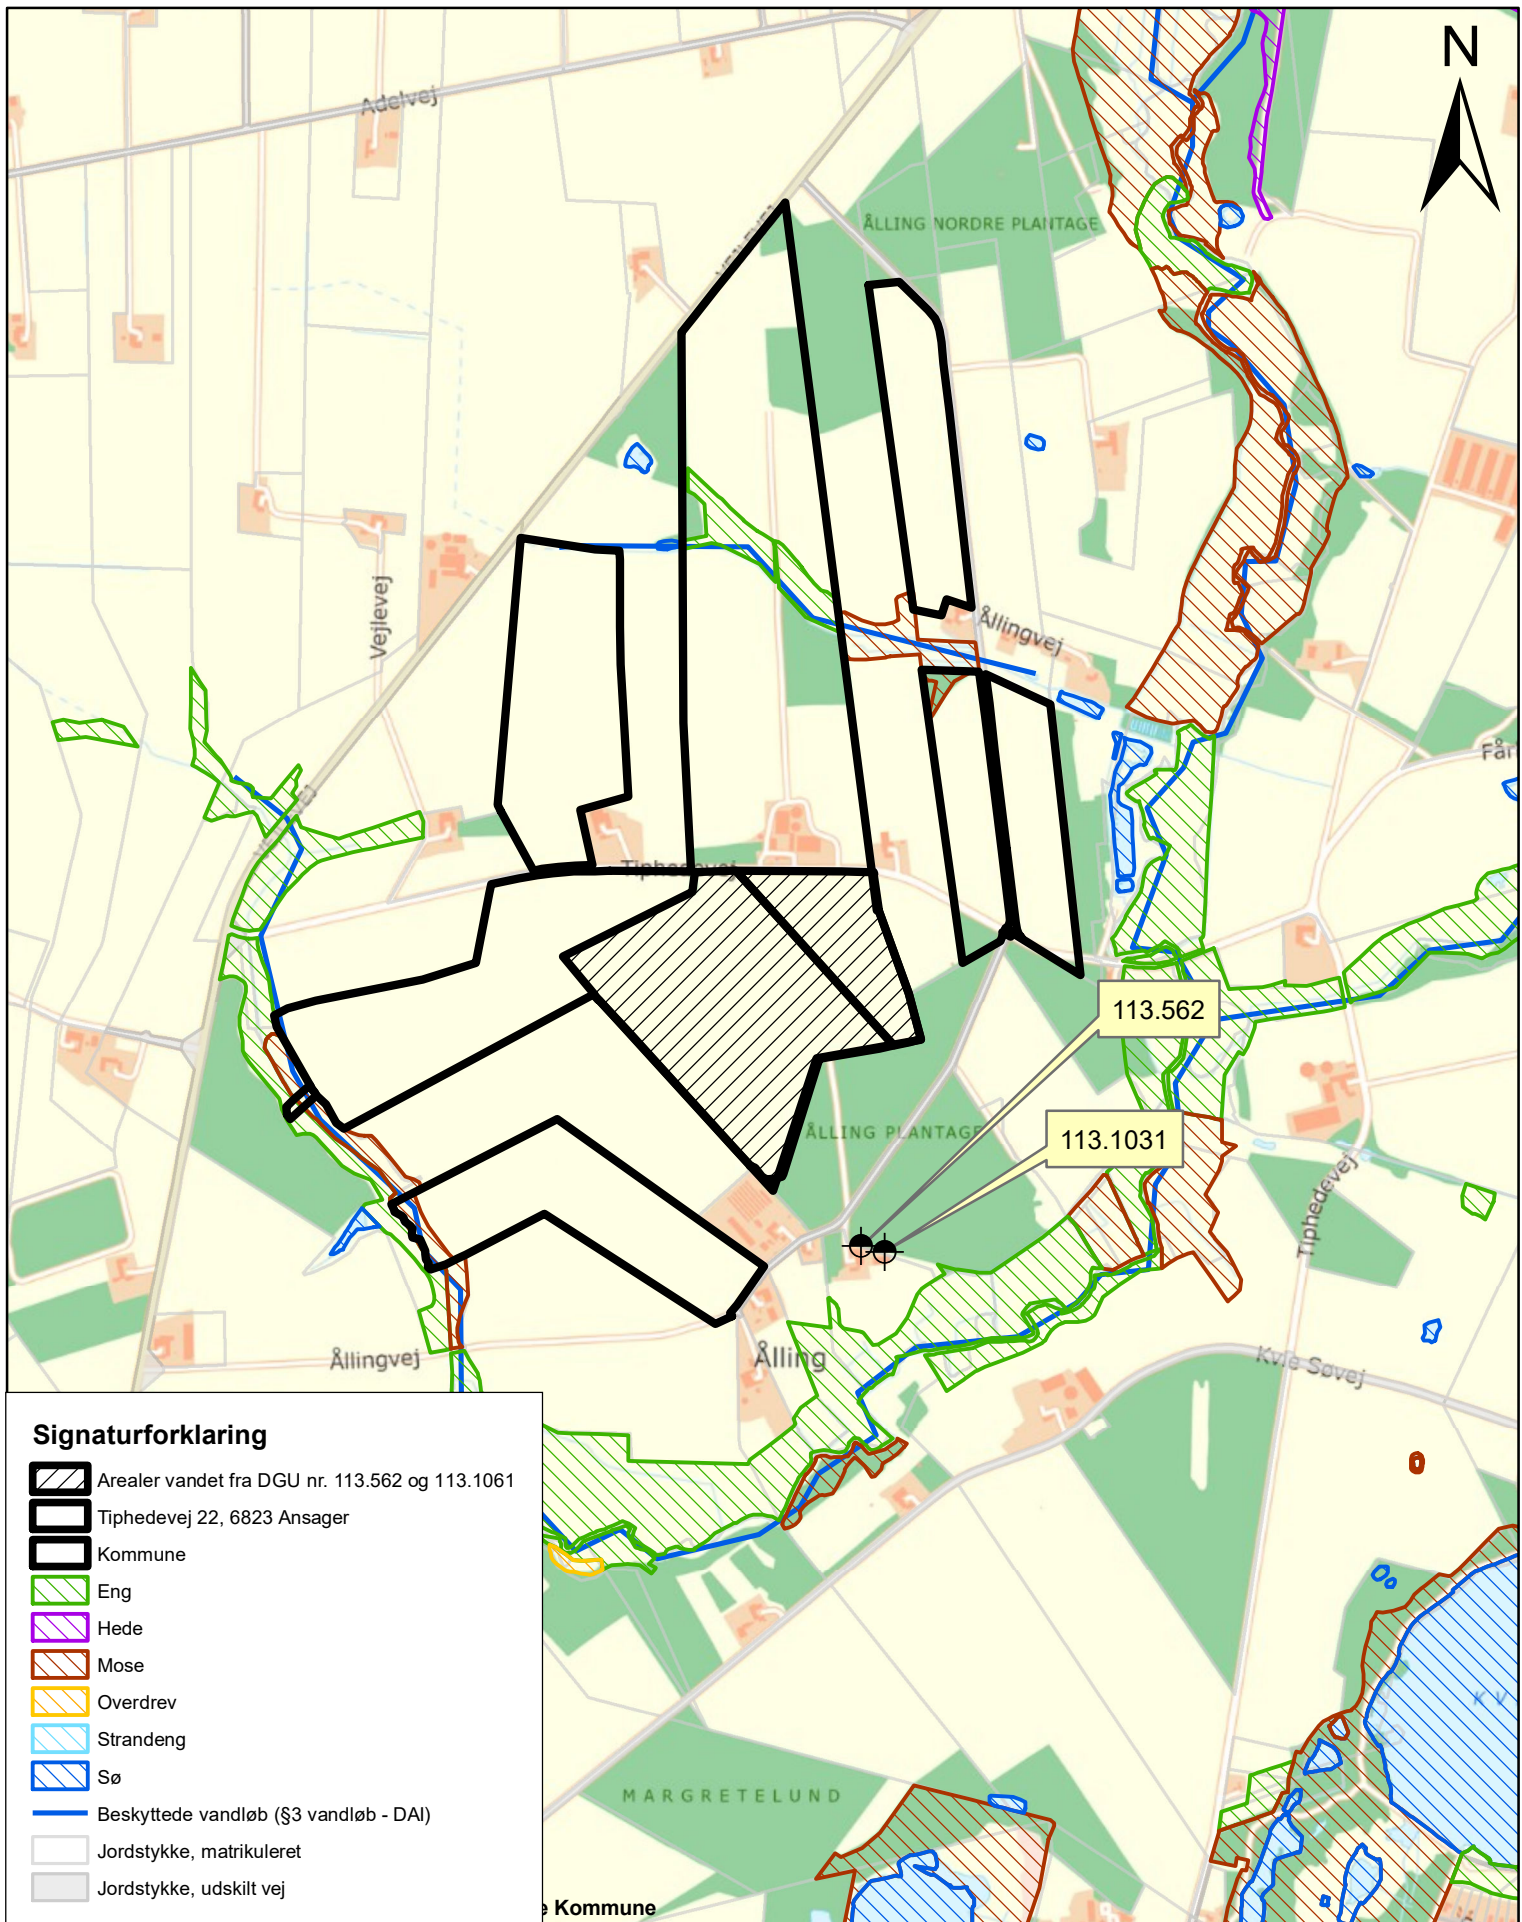 N
Adelvej
ÅLLING NORDRE PLANTAGE
Vejlevej
Ållingvej
Får
Tiphedevej
113.562
113.1031
ÅLLING PLANTAGE
Tiphedevej
Ållingvej
Ålling
Kvie Søvej
Signaturforklaring
Arealer vandet fra DGU nr. 113.562 og 113.1061
Tiphedevej 22, 6823 Ansager
Kommune
Eng
Hede
Mose
Overdrev
Strandeng
Sø
Beskyttede vandløb (§3 vandløb - DAI)
Jordstykke, matrikuleret
Jordstykke, udskilt vej
K V
MARGRETELUND
e Kommune